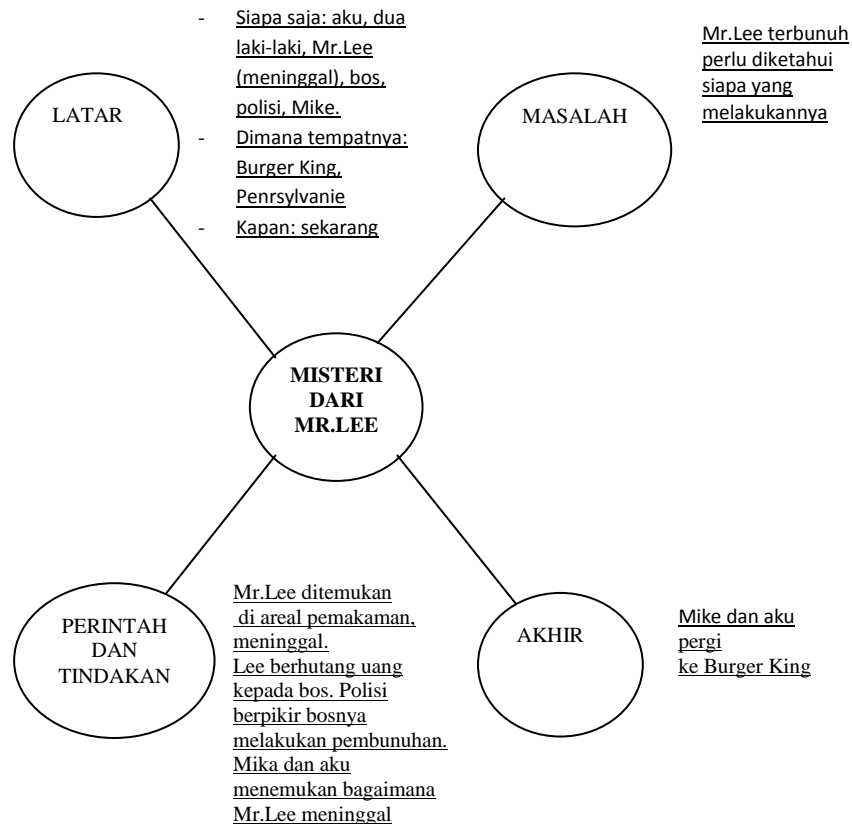 LATAR
- Siapa saja: aku, dua
laki-laki, Mr.Lee
(meninggal), bos,
polisi, Mike.
- Dimana tempatnya:
Burger King,
Penrsylvanie
- Kapan: sekarang
MASALAH
Mr.Lee terbunuh
perlu diketahui
siapa yang
melakukannya
MISTERI
DARI
MR.LEE
PERINTAH
DAN
TINDAKAN
Mr.Lee ditemukan
di areal pemakaman,
meninggal.
Lee berhutang uang
kepada bos. Polisi
berpikir bosnya
melakukan pembunuhan.
Mika dan aku
menemukan bagaimana
Mr.Lee meninggal
AKHIR
Mike dan aku
pergi
ke Burger King